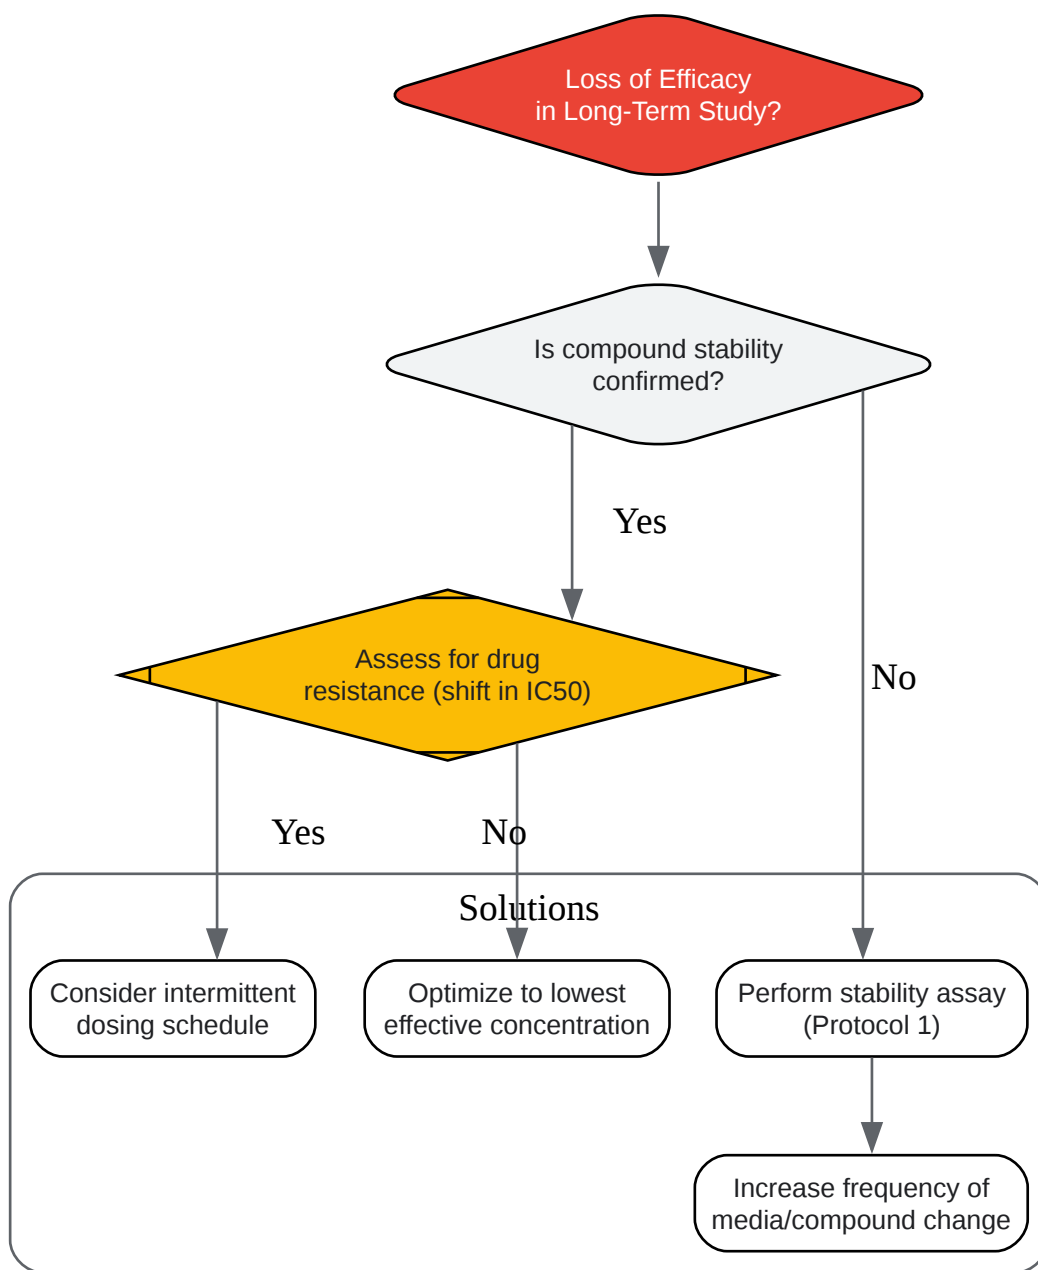 Loss of Efficacy
in Long-Term Study?
Is compound stability
confirmed?
Yes
Assess for drug
resistance (shift in IC50)
No
Yes
No
Solutions
Consider intermittent
dosing schedule
Optimize to lowest
effective concentration
Perform stability assay
(Protocol 1)
Increase frequency of
media/compound change